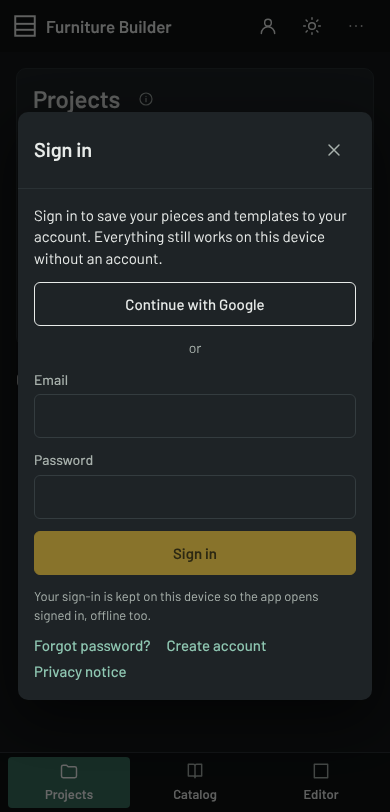 Furniture Builder
Projects
Sign in
Sign in to save your pieces and templates to your
account. Everything still works on this device
without an account.
Continue with Google
or
Email
Password
Sign in
Your sign-in is kept on this device so the app opens
signed in, offline too.
Forgot password? Create account
Privacy notice
Projects Catalog Editor